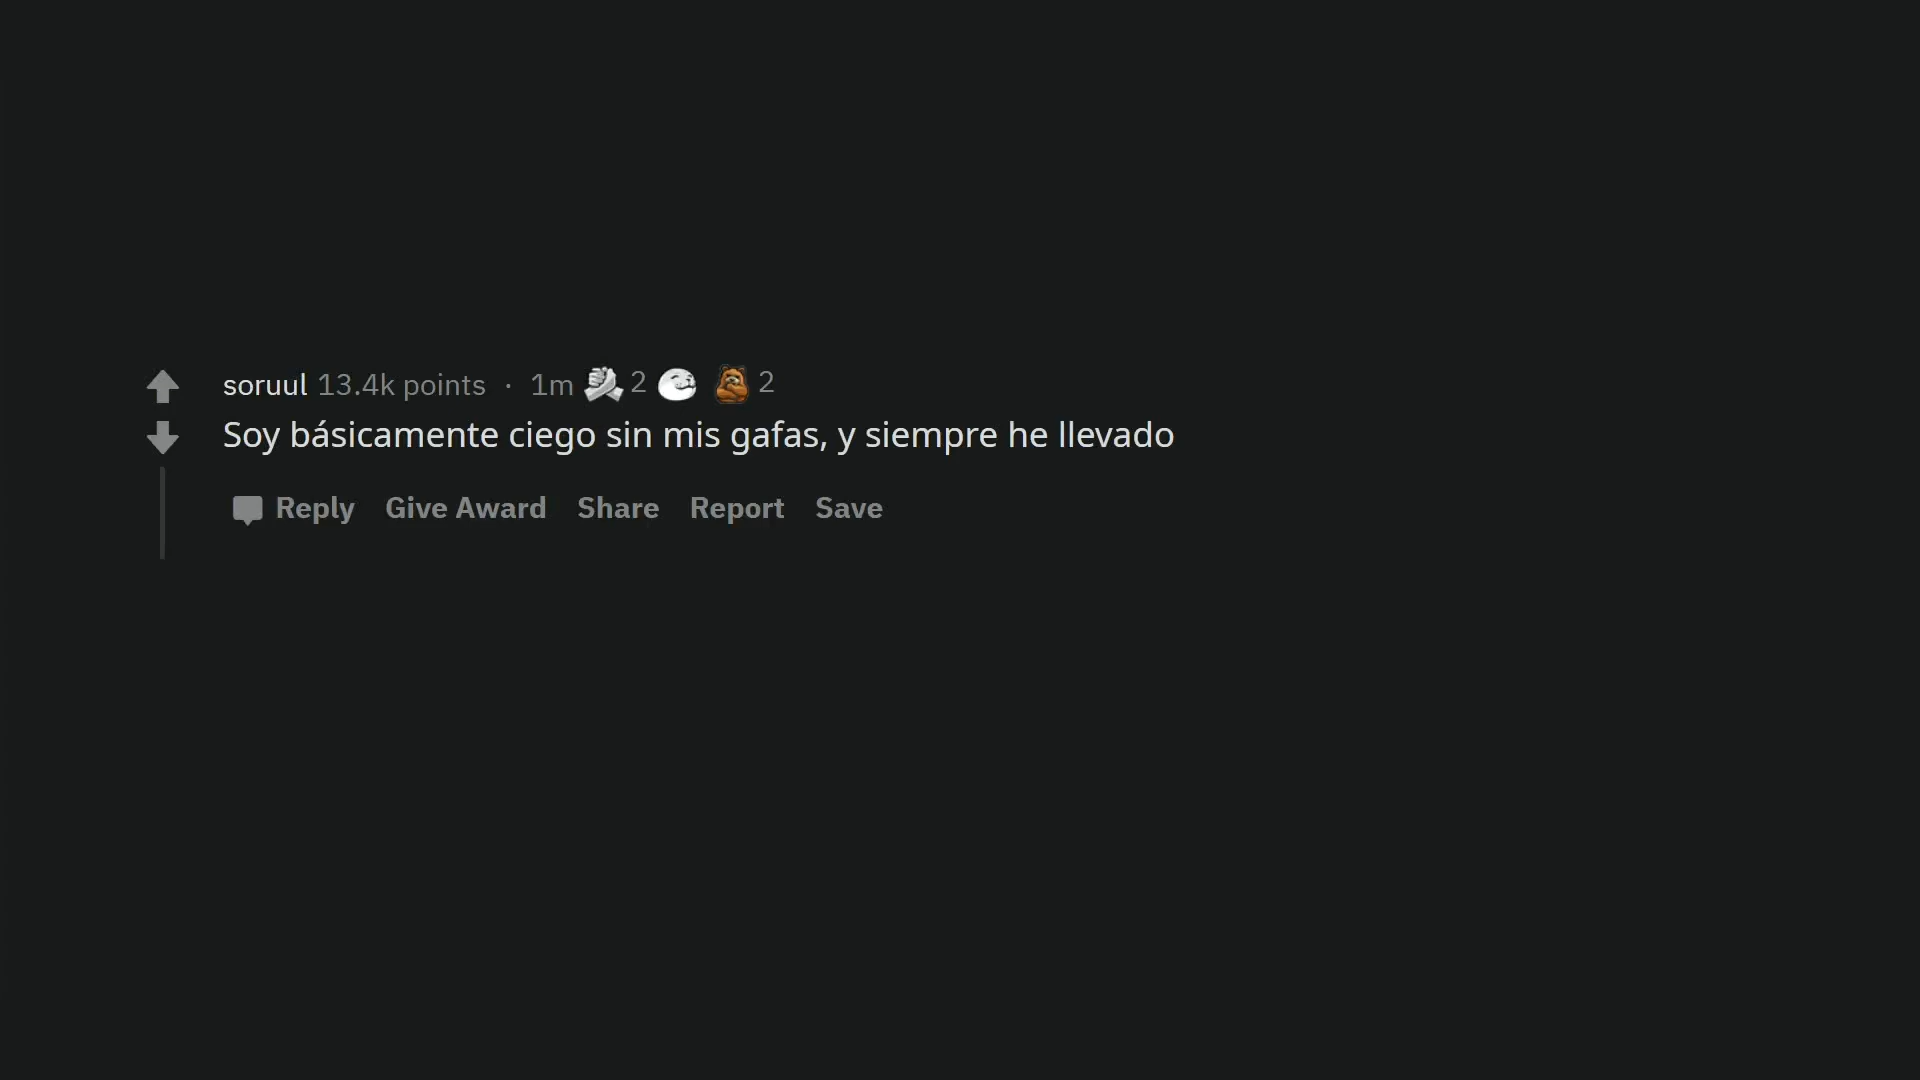 soruul 13.4k points · 1m 2 2
Soy básicamente ciego sin mis gafas, y siempre he llevado
Reply Give Award Share Report Save